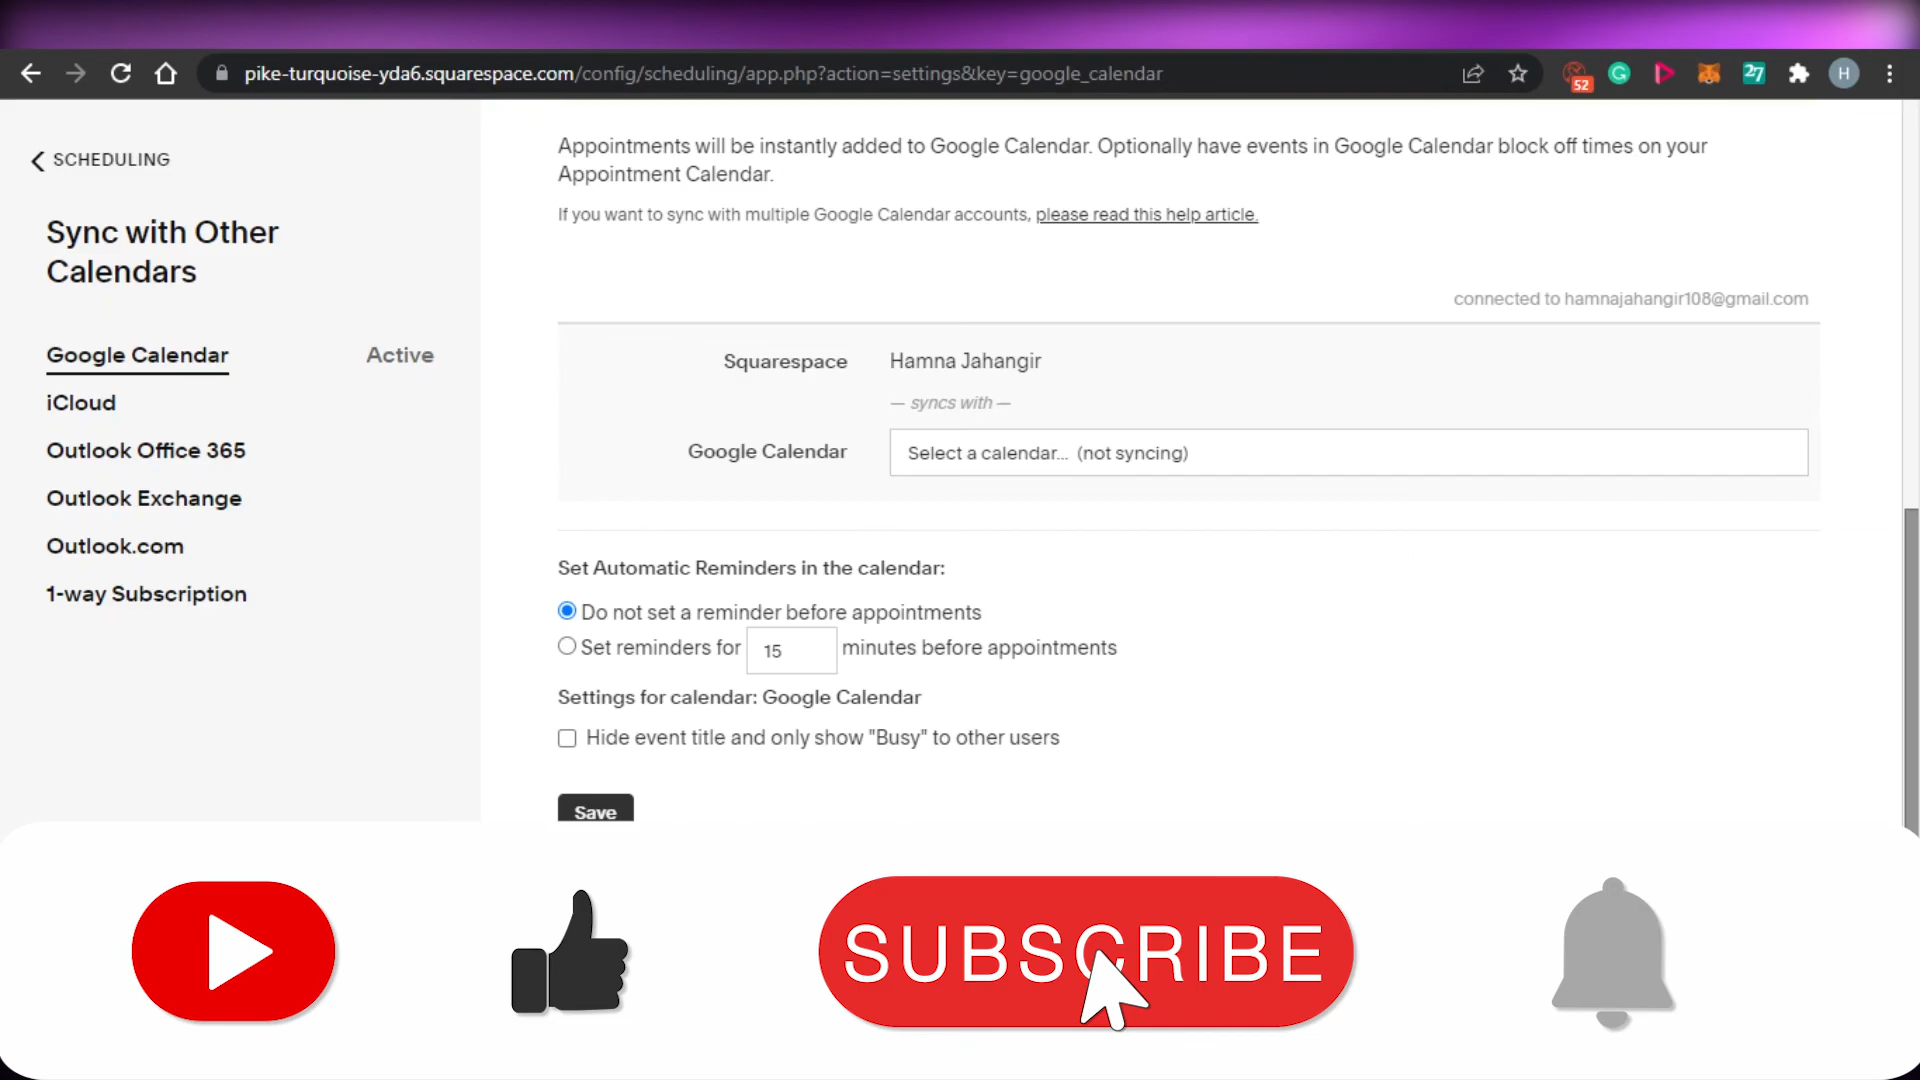 pike-turquoise-yda6.squarespace.com/config/scheduling/app.php?action=settings&key=google_calendar
52
G
27
H
SCHEDULING
Sync with Other
Calendars
Google Calendar Active
iCloud
Outlook Office 365
Outlook Exchange
Outlook.com
1-way Subscription
Appointments will be instantly added to Google Calendar. Optionally have events in Google Calendar block off times on your
Appointment Calendar.
If you want to sync with multiple Google Calendar accounts, please read this help article.
connected to hamnajahangir108@gmail.com
Squarespace Hamna Jahangir
— syncs with —
Google Calendar Select a calendar... (not syncing)
Set Automatic Reminders in the calendar:
Do not set a reminder before appointments
Set reminders for 15 minutes before appointments
Settings for calendar: Google Calendar
Hide event title and only show "Busy" to other users
Save
SUBSCRIBE